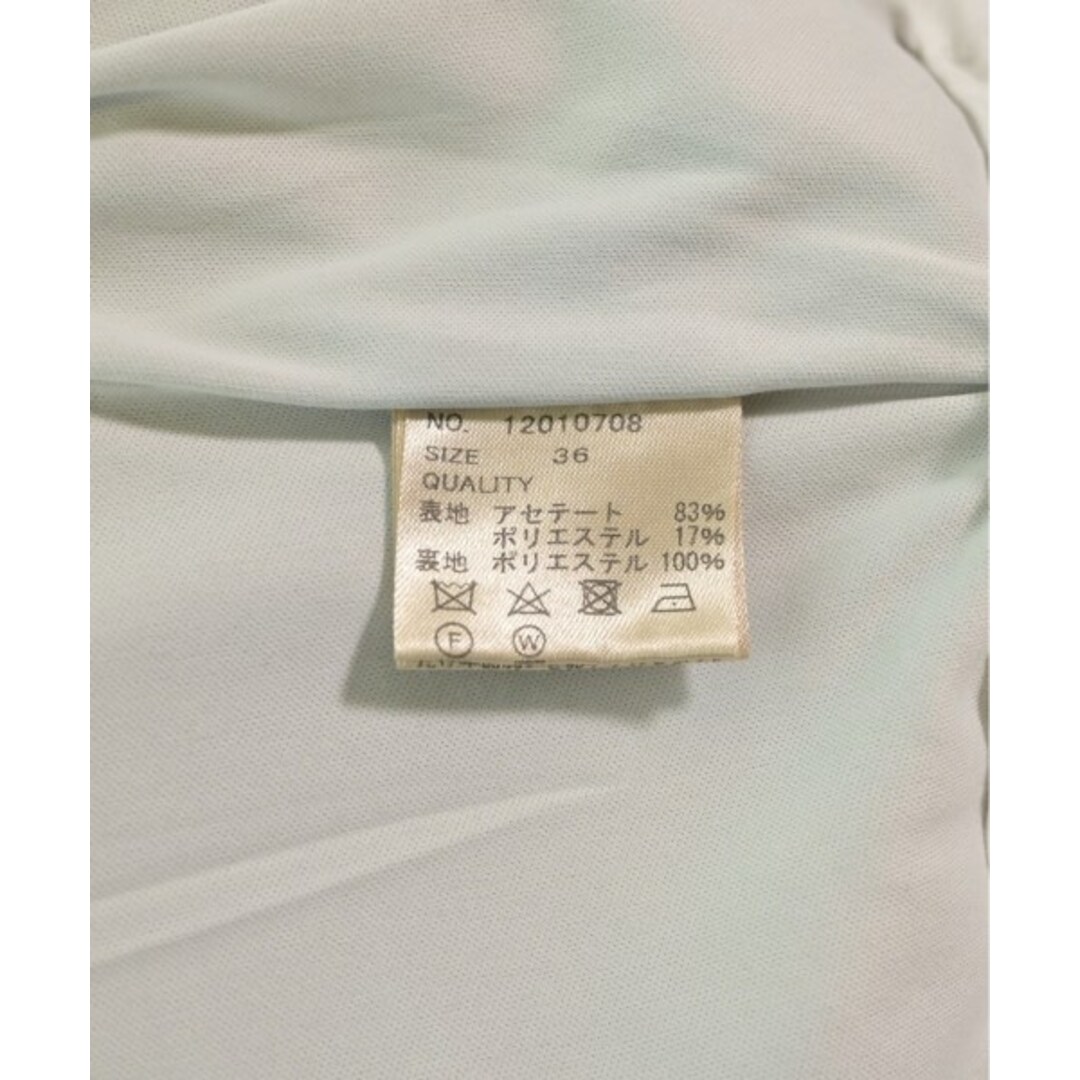 NO. 12010708
SIZE 36
QUALITY
表地 アセテート 83%
ポリエステル 17%
裏地 ポリエステル 100%
F W